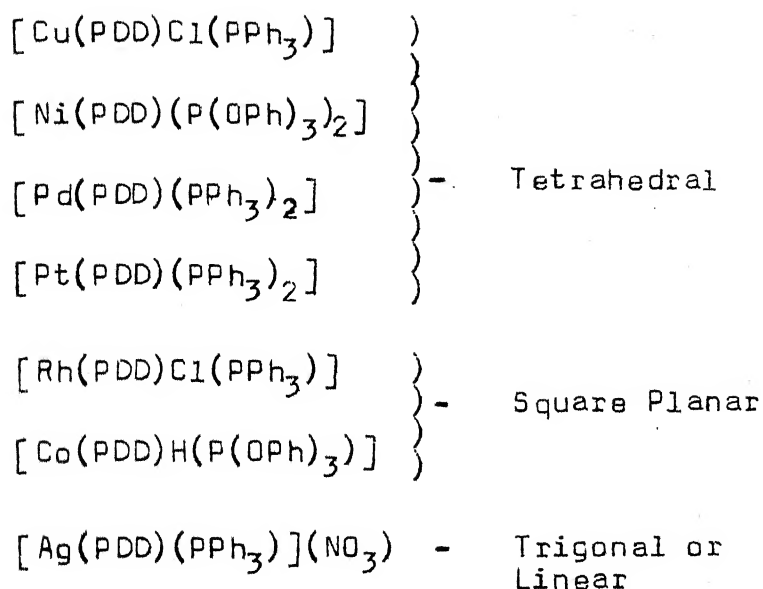 [Cu(PDD)Cl(PPh3)]
[Ni(PDD)(P(OPh)3)2]
[Pd(PDD)(PPh3)2] - Tetrahedral
[Pt(PDD)(PPh3)2]
[Rh(PDD)Cl(PPh3)] - Square Planar
[Co(PDD)H(P(OPh)3)]
[Ag(PDD)(PPh3)](NO3) - Trigonal or
Linear